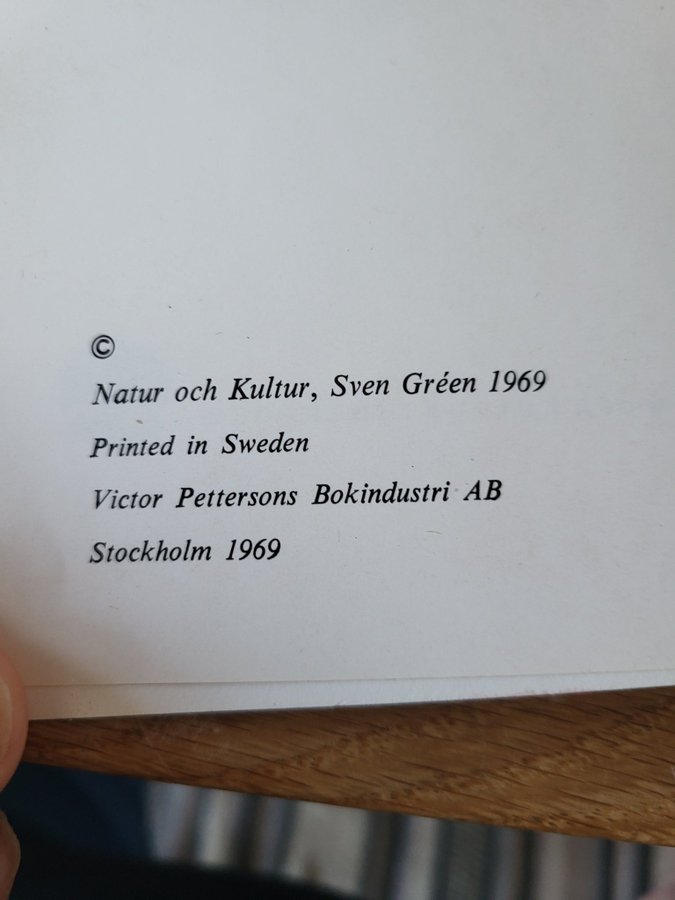 ©
Natur och Kultur, Sven Gréen 1969
Printed in Sweden
Victor Pettersons Bokindustri AB
Stockholm 1969